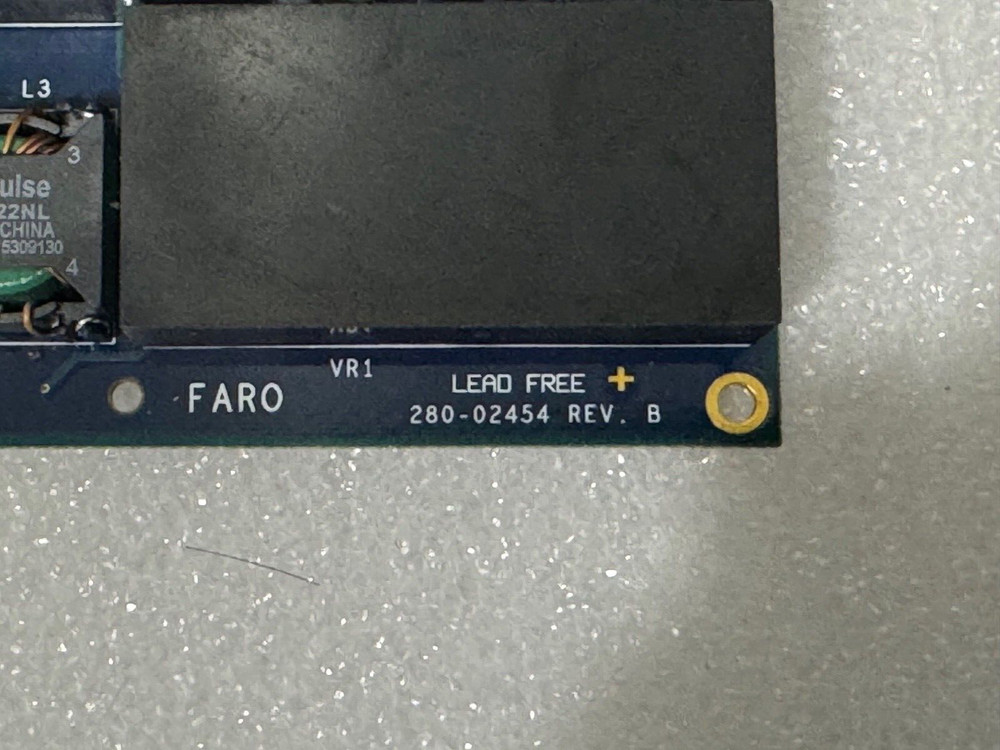 L3
3
ulse
22NL
CHINA
5309130
4
VR1
FARO
LEAD FREE +
280-02454 REV. B